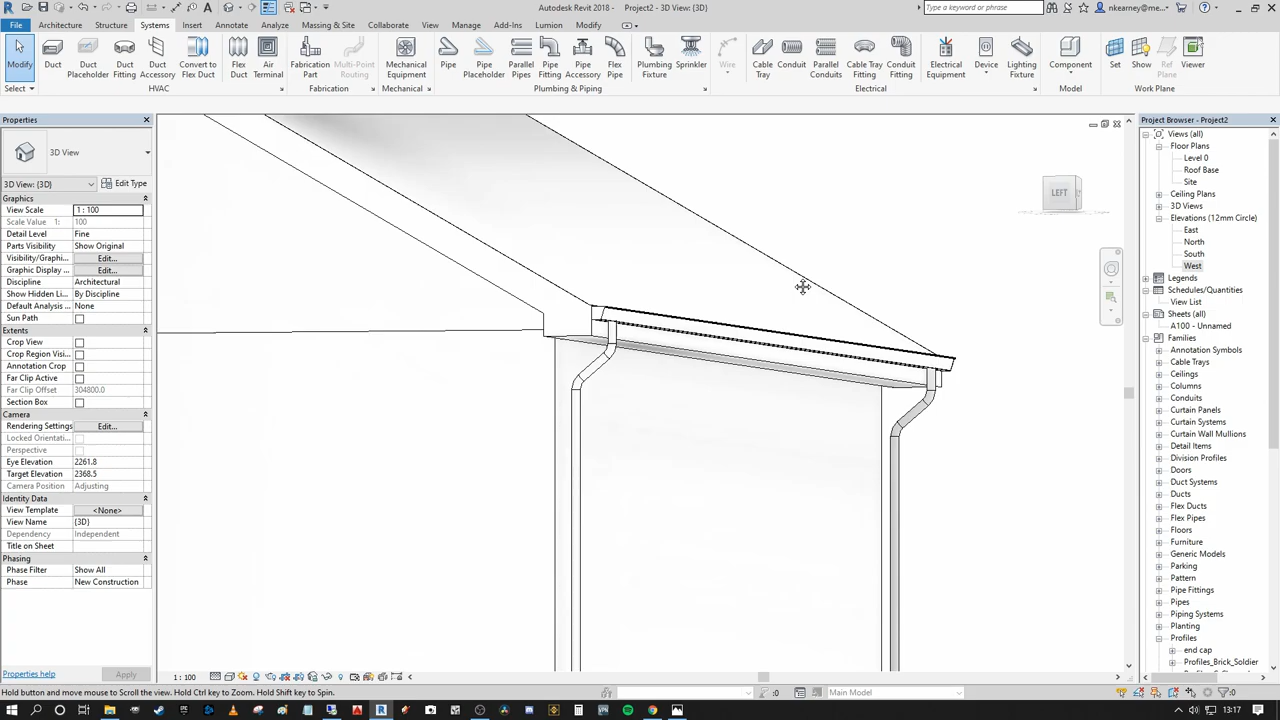 Autodesk Revit 2018 - Project2 - 3D View: {3D}
Type a keyword or phrase
nkearney@me...
File Architecture Structure Systems Insert Annotate Analyze Massing & Site Collaborate View Manage Add-Ins Lumion Modify
Modify
Duct
Duct Placeholder
Duct Fitting
Duct Accessory
Convert to Flex Duct
Flex Duct
Air Terminal
Fabrication Part
Multi-Point Routing
Mechanical Equipment
Pipe
Pipe Placeholder
Parallel Pipes
Pipe Fitting
Pipe Accessory
Flex Pipe
Plumbing Fixture
Sprinkler
Wire
Cable Tray
Conduit
Parallel Conduits
Cable Tray Fitting
Conduit Fitting
Electrical Equipment
Device
Lighting Fixture
Component
Set
Show
Ref Plane
Viewer
Select HVAC Fabrication Mechanical Plumbing & Piping Electrical Model Work Plane
Properties
3D View
3D View: {3D} Edit Type
Graphics
View Scale 1 : 100
Scale Value 1: 100
Detail Level Fine
Parts Visibility Show Original
Visibility/Graphi... Edit...
Graphic Display ... Edit...
Discipline Architectural
Show Hidden Li... By Discipline
Default Analysis ... None
Sun Path
Extents
Crop View
Crop Region Vis...
Annotation Crop
Far Clip Active
Far Clip Offset 304800.0
Section Box
Camera
Rendering Settings Edit...
Locked Orientati...
Perspective
Eye Elevation 2261.8
Target Elevation 2368.5
Camera Position Adjusting
Identity Data
View Template <None>
View Name {3D}
Dependency Independent
Title on Sheet
Phasing
Phase Filter Show All
Phase New Construction
Properties help Apply
LEFT
Project Browser - Project2
Views (all)
Floor Plans
Level 0
Roof Base
Site
Ceiling Plans
3D Views
Elevations (12mm Circle)
East
North
South
West
Legends
Schedules/Quantities
View List
Sheets (all)
A100 - Unnamed
Families
Annotation Symbols
Cable Trays
Ceilings
Columns
Conduits
Curtain Panels
Curtain Systems
Curtain Wall Mullions
Detail Items
Division Profiles
Doors
Duct Systems
Ducts
Flex Ducts
Flex Pipes
Floors
Furniture
Generic Models
Parking
Pattern
Pipe Fittings
Pipes
Piping Systems
Planting
Profiles
end cap
Profiles_Brick_Soldier
1 : 100
Hold button and move mouse to Scroll the view. Hold Ctrl key to Zoom. Hold Shift key to Spin.
:0
Main Model
:0
13:17